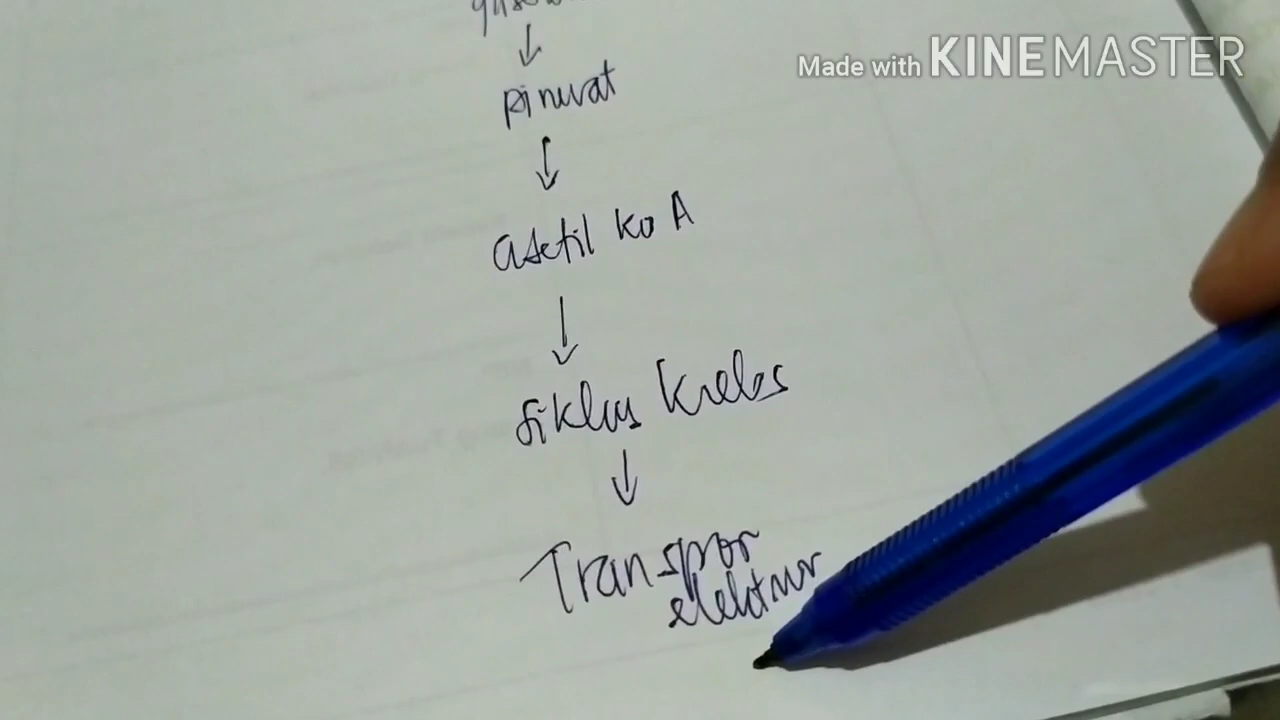 Made with KINEMASTER
piruvat
asetil ko A
siklus Krebs
Transpor
elektron